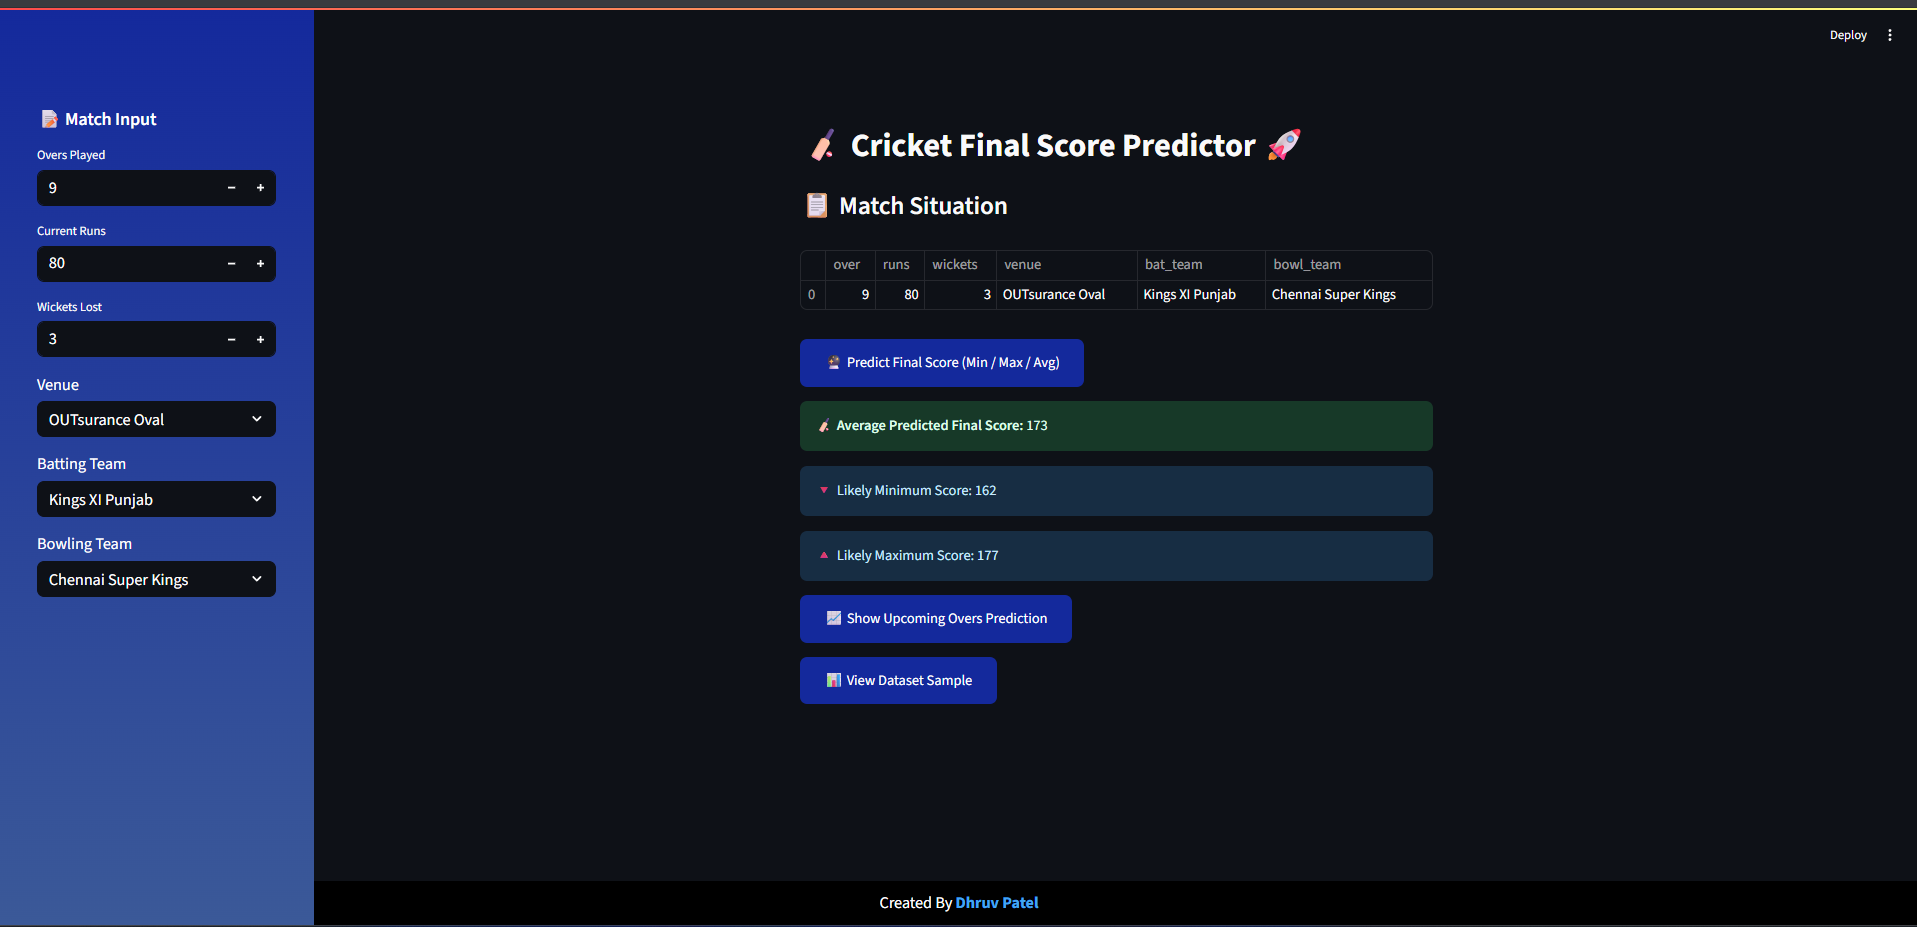 Deploy
📝 Match Input
Overs Played
9 − +
Current Runs
80 − +
Wickets Lost
3 − +
Venue
OUTsurance Oval
Batting Team
Kings XI Punjab
Bowling Team
Chennai Super Kings
🏏 Cricket Final Score Predictor 🚀
📋 Match Situation
over runs wickets venue bat_team bowl_team
0 9 80 3 OUTsurance Oval Kings XI Punjab Chennai Super Kings
🔮 Predict Final Score (Min / Max / Avg)
🏏 Average Predicted Final Score: 173
🔻 Likely Minimum Score: 162
🔺 Likely Maximum Score: 177
📈 Show Upcoming Overs Prediction
📊 View Dataset Sample
Created By Dhruv Patel